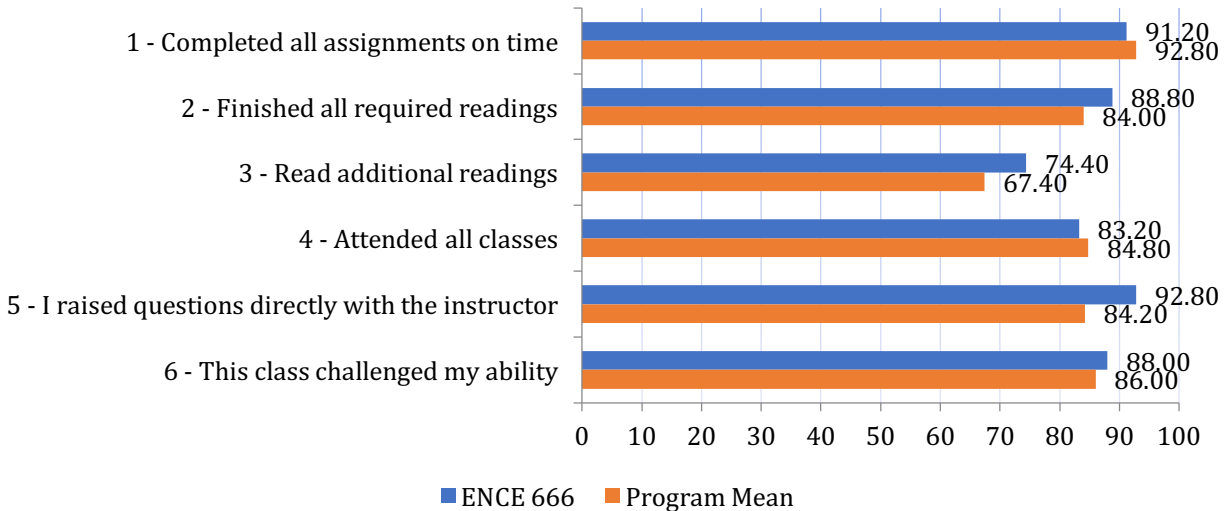 1 - Completed all assignments on time
91.20
92.80
2 - Finished all required readings
88.80
84.00
3 - Read additional readings
74.40
67.40
4 - Attended all classes
83.20
84.80
5 - I raised questions directly with the instructor
92.80
84.20
6 - This class challenged my ability
88.00
86.00
0 10 20 30 40 50 60 70 80 90 100
ENCE 666 Program Mean